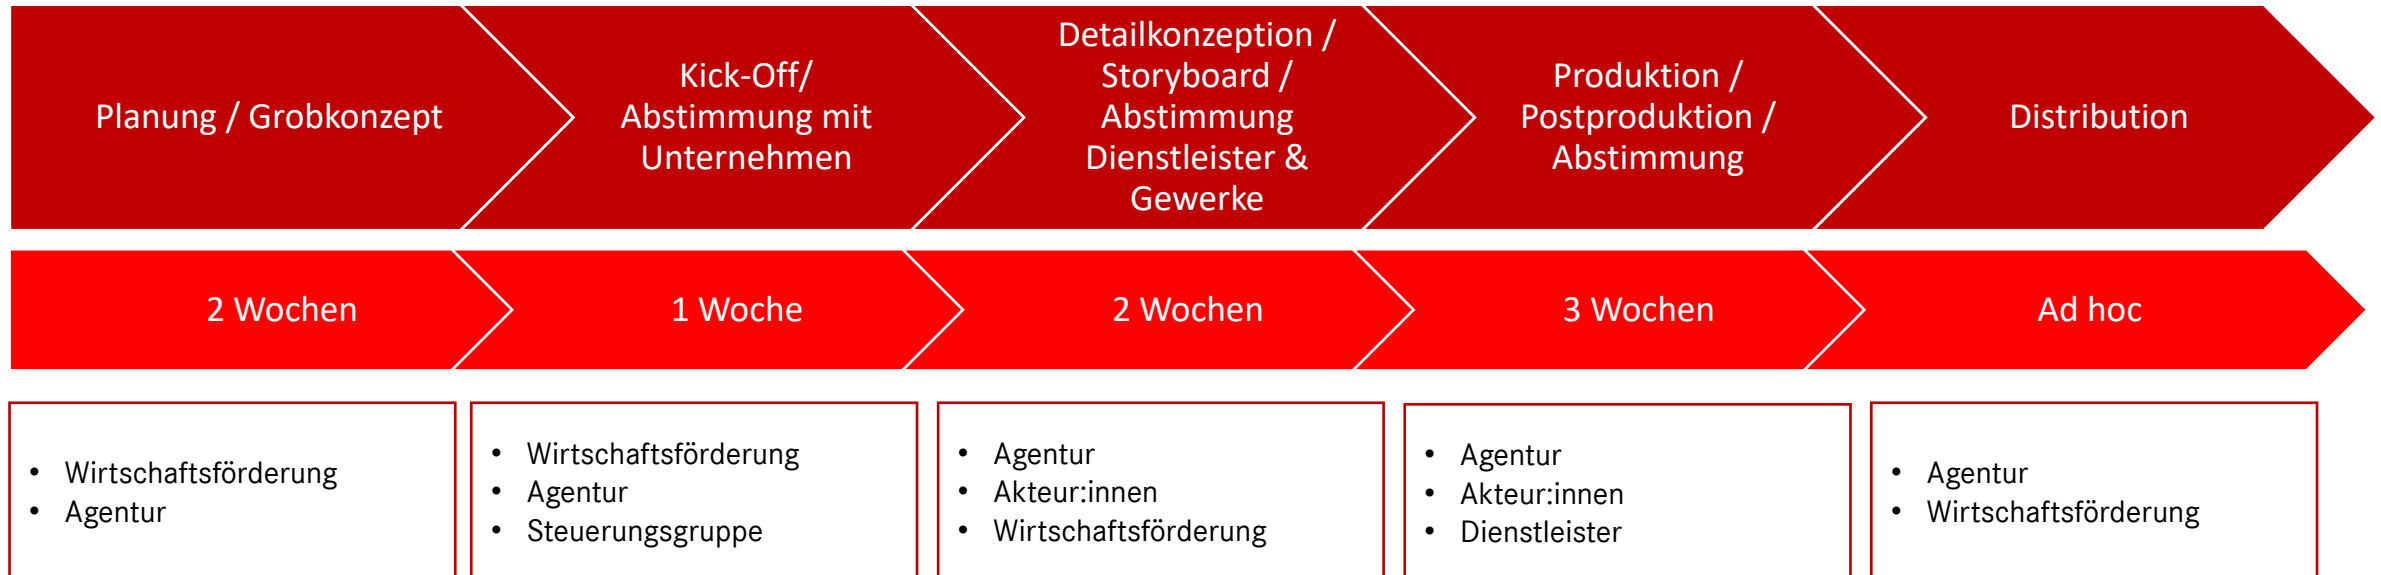 Planung / Grobkonzept
Kick-Off/
Abstimmung mit
Unternehmen
Detailkonzeption /
Storyboard /
Abstimmung
Dienstleister &
Gewerke
Produktion /
Postproduktion /
Abstimmung
Distribution
2 Wochen
1 Woche
2 Wochen
3 Wochen
Ad hoc
• Wirtschaftsförderung
• Agentur
• Wirtschaftsförderung
• Agentur
• Steuerungsgruppe
• Agentur
• Akteur:innen
• Wirtschaftsförderung
• Agentur
• Akteur:innen
• Dienstleister
• Agentur
• Wirtschaftsförderung